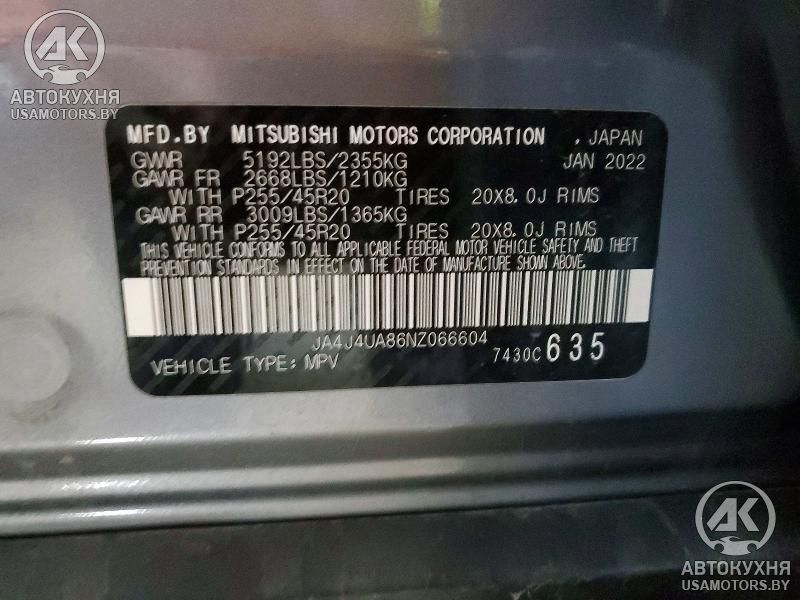 AK
АВТОКУХНЯ
USAMOTORS.BY
MFD.BY MITSUBISHI MOTORS CORPORATION . JAPAN
GVWR 5192LBS/2355KG JAN 2022
GAWR FR 2668LBS/1210KG
WITH P255/45R20 TIRES 20X8.0J RIMS
GAWR RR 3009LBS/1365KG
WITH P255/45R20 TIRES 20X8.0J RIMS
THIS VEHICLE CONFORMS TO ALL APPLICABLE FEDERAL MOTOR VEHICLE SAFETY AND THEFT
PREVENTION STANDARDS IN EFFECT ON THE DATE OF MANUFACTURE SHOWN ABOVE.
JA4J4UA86NZ066604
VEHICLE TYPE: MPV 7430C 635
AK
АВТОКУХНЯ
USAMOTORS.BY